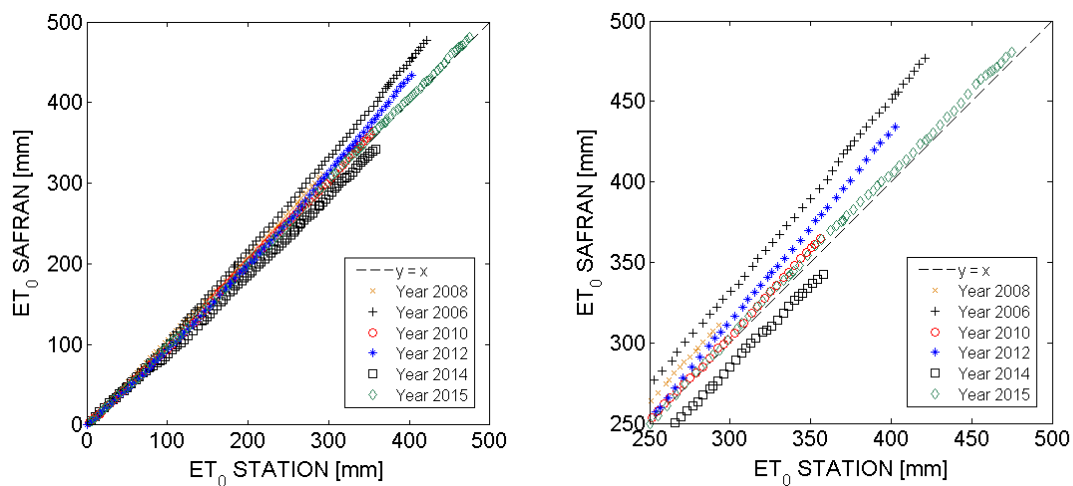 500
400
300
200
100
0
ET₀ SAFRAN [mm]
0 100 200 300 400 500
ET₀ STATION [mm]
y = x
Year 2008
Year 2006
Year 2010
Year 2012
Year 2014
Year 2015
500
450
400
350
300
250
ET₀ SAFRAN [mm]
250 300 350 400 450 500
ET₀ STATION [mm]
y = x
Year 2008
Year 2006
Year 2010
Year 2012
Year 2014
Year 2015